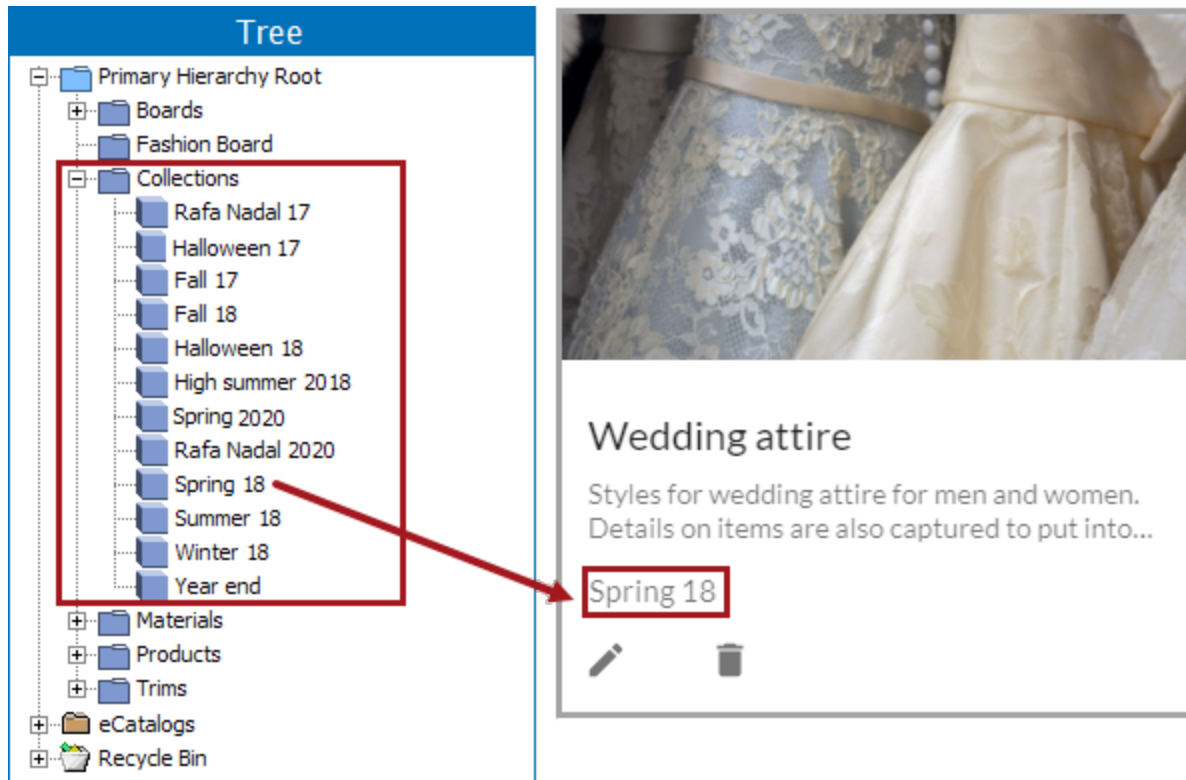 Tree
Primary Hierarchy Root
Boards
Fashion Board
Collections
Rafa Nadal 17
Halloween 17
Fall 17
Fall 18
Halloween 18
High summer 2018
Spring 2020
Rafa Nadal 2020
Spring 18
Summer 18
Winter 18
Year end
Materials
Products
Trims
eCatalogs
Recycle Bin
Wedding attire
Styles for wedding attire for men and women.
Details on items are also captured to put into...
Spring 18